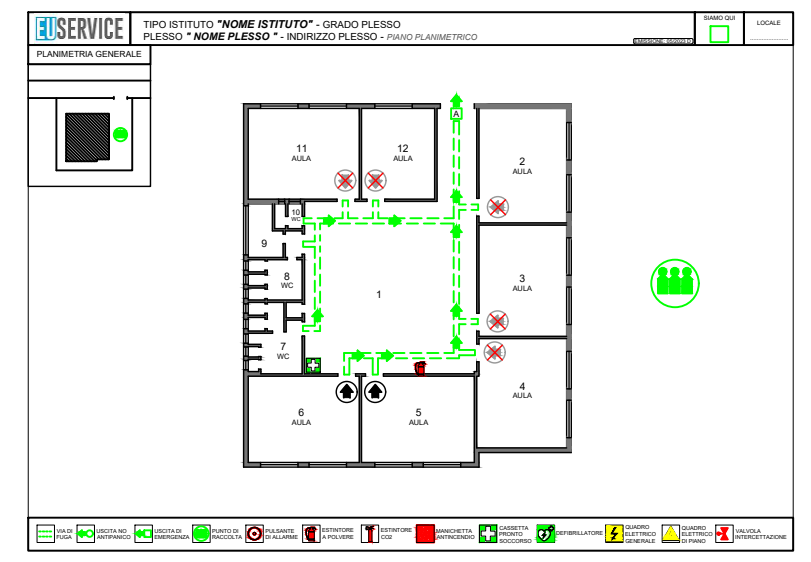 EUSERVICE
TIPO ISTITUTO "NOME ISTITUTO" - GRADO PLESSO
PLESSO " NOME PLESSO " - INDIRIZZO PLESSO - PIANO PLANIMETRICO
SIAMO QUI
LOCALE
PLANIMETRIA GENERALE
A
11
AULA
12
AULA
2
AULA
10
WC
9
8
WC
3
AULA
1
7
WC
4
AULA
6
AULA
5
AULA
VIA DI
FUGA
USCITA NO
ANTIPANICO
USCITA DI
EMERGENZA
PUNTO DI
RACCOLTA
PULSANTE
DI ALLARME
ESTINTORE
A POLVERE
ESTINTORE
CO2
MANICHETTA
ANTINCENDIO
CASSETTA
PRONTO
SOCCORSO
DEFIBRILLATORE
QUADRO
ELETTRICO
GENERALE
QUADRO
ELETTRICO
DI PIANO
VALVOLA
INTERCETTAZIONE